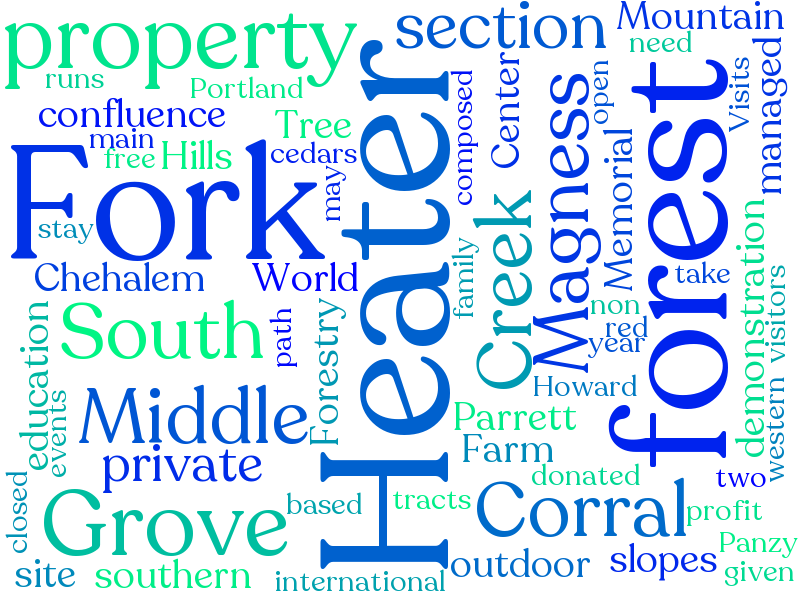 property
section
Mountain
need
runs
Portland
confluence
main
Tree
free
Hills
cedars
composed
Center
open
Visits
managed
Fork
may
stay
Heater
Magness
Memorial
forest
Chehalem
World
Creek
family
take
non
red
year
demonstration
visitors
South
path
Forestry
education
events
Middle
private
Howard
Parrett
Farm
western
donated
two
closed
Grove
based
tracts
Corral
profit
site
southern
international
outdoor
slopes
Panzy
given